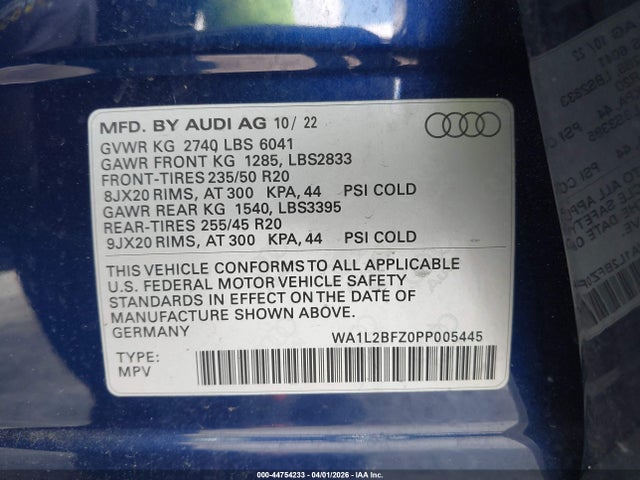 MFD. BY AUDI AG 10/ 22
GVWR KG 2740 LBS 6041
GAWR FRONT KG 1285, LBS2833
FRONT-TIRES 235/50 R20
8JX20 RIMS, AT 300 KPA, 44 PSI COLD
GAWR REAR KG 1540, LBS3395
REAR-TIRES 255/45 R20
9JX20 RIMS, AT 300 KPA, 44 PSI COLD
THIS VEHICLE CONFORMS TO ALL APPLICABLE
U.S. FEDERAL MOTOR VEHICLE SAFETY
STANDARDS IN EFFECT ON THE DATE OF
MANUFACTURE SHOWN ABOVE.
GERMANY WA1L2BFZ0PP005445
TYPE:
MPV
000-44754233 - 04/01/2026 - IAA Inc.